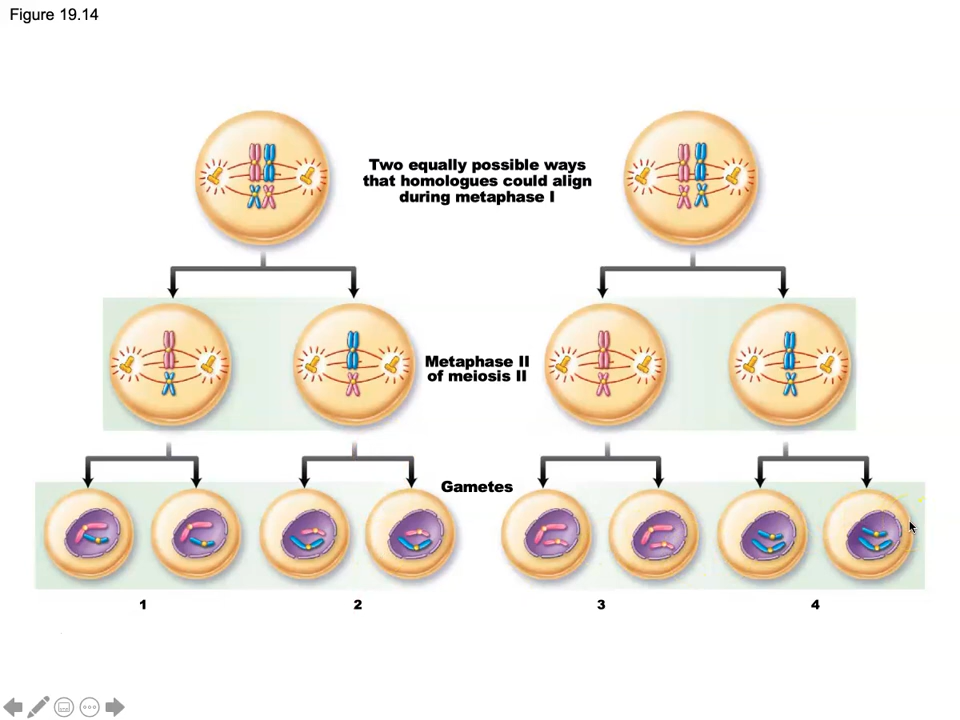 Figure 19.14
Two equally possible ways
that homologues could align
during metaphase I
Metaphase II
of meiosis II
Gametes
1
2
3
4